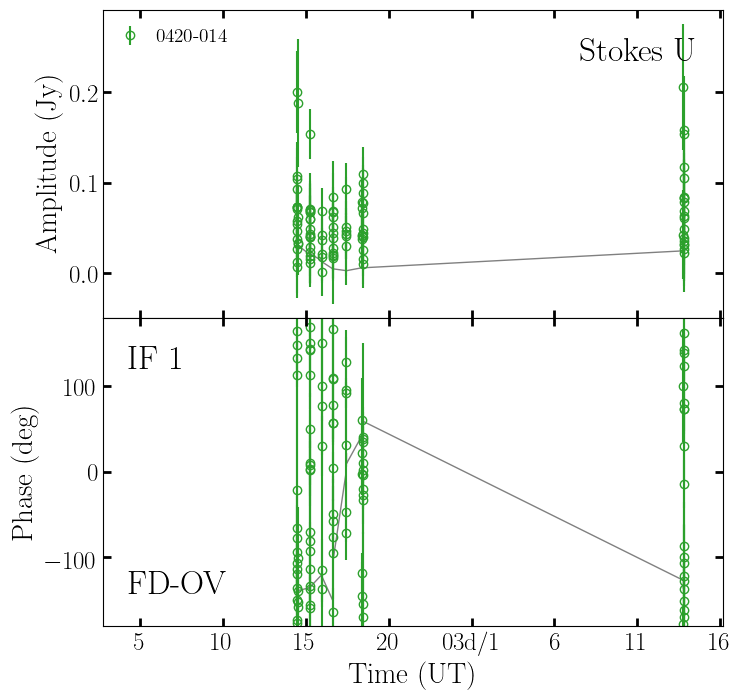 0420-014
Stokes U
Amplitude (Jy)
0.2
0.1
0.0
IF 1
Phase (deg)
100
0
−100
FD-OV
5 10 15 20 03d/1 6 11 16
Time (UT)